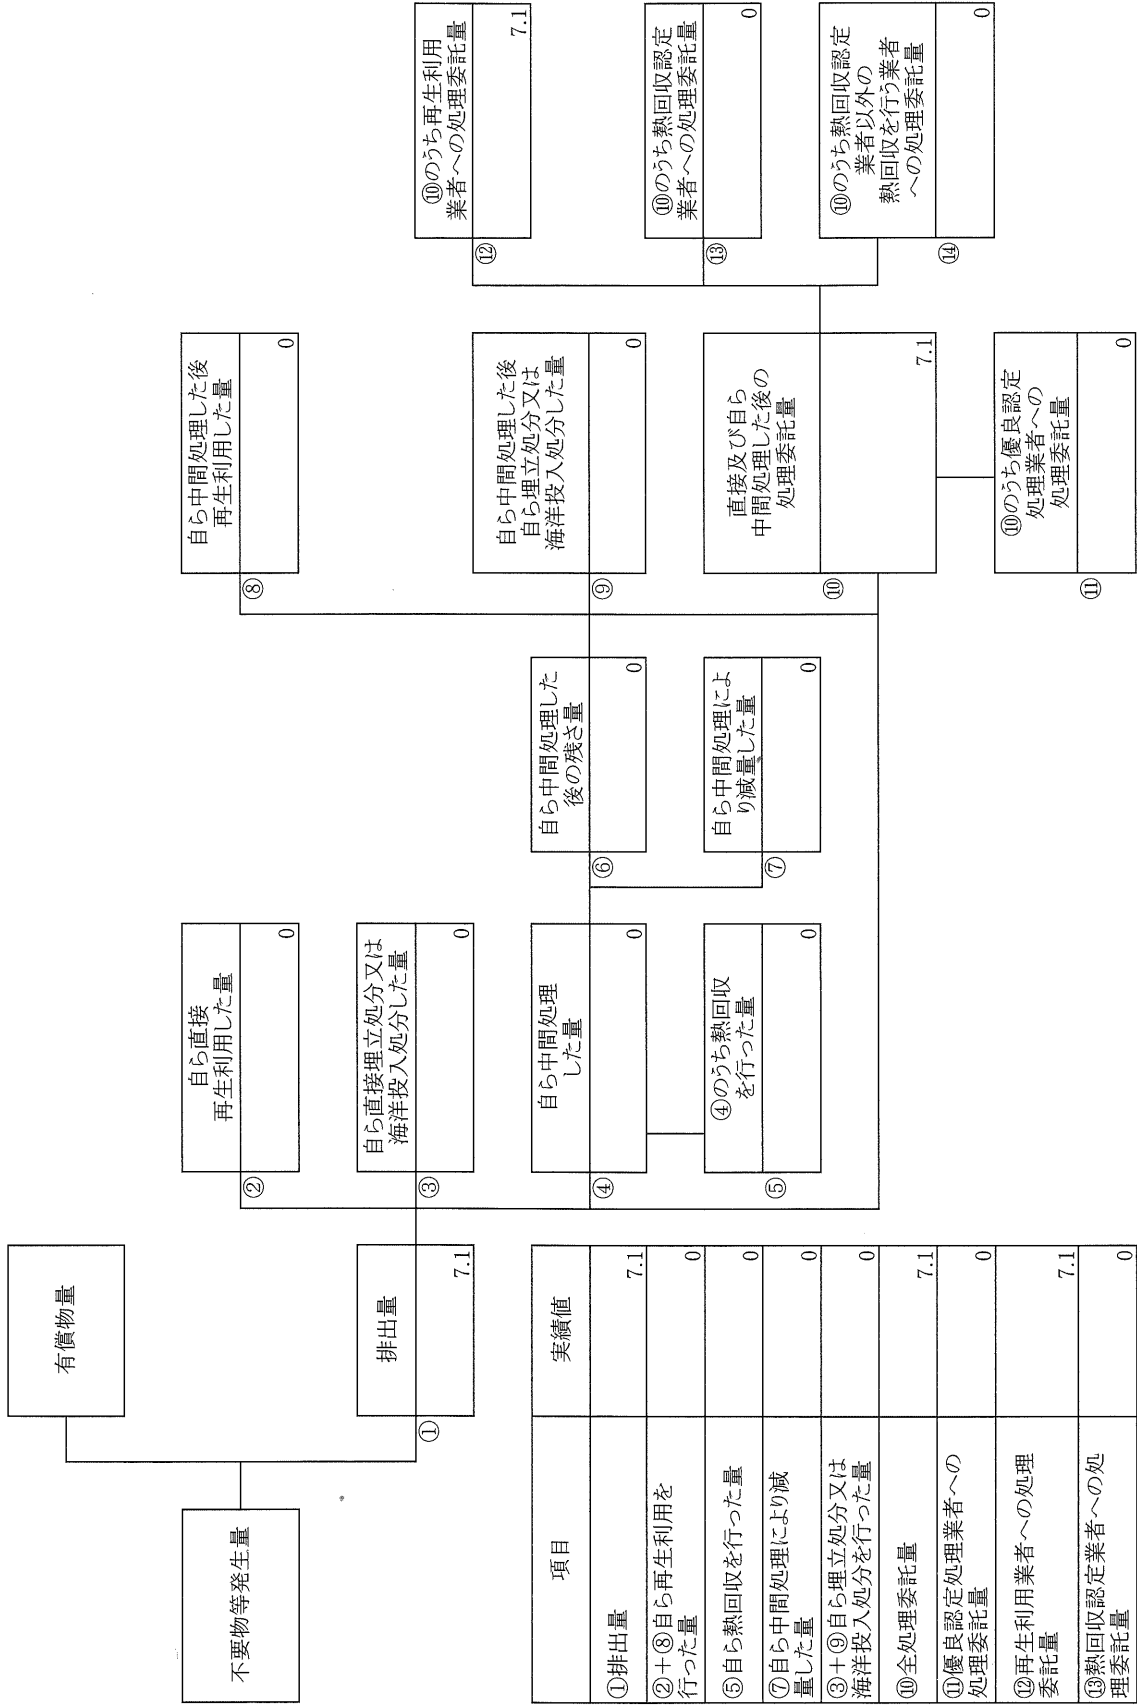 不要物等発生量
有償物量
①
排出量
7.1
②
自ら直接
再生利用した量
0
③
自ら直接埋立処分又は
海洋投入処分した量
0
④
自ら中間処理
した量
0
⑤
④のうち熱回収
を行った量
0
⑥
自ら中間処理した
後の残さ量
0
⑦
自ら中間処理によ
り減量した量
0
⑧
自ら中間処理した後
再生利用した量
0
⑨
自ら中間処理した後
自ら埋立処分又は
海洋投入処分した量
0
⑩
直接及び自ら
中間処理した後の
処理委託量
7.1
⑪
⑩のうち優良認定
処理業者への
処理委託量
0
⑫
⑩のうち再生利用
業者への処理委託量
7.1
⑬
⑩のうち熱回収認定
業者への処理委託量
0
⑭
⑩のうち熱回収認定
業者以外の
熱回収を行う業者
への処理委託量
0
項目 実績値
①排出量 7.1
②+⑧自ら再生利用を
行った量 0
⑤自ら熱回収を行った量 0
⑦自ら中間処理により減
量した量 0
③+⑨自ら埋立処分又は
海洋投入処分を行った量 0
⑩全処理委託量 7.1
⑪優良認定処理業者への
処理委託量 0
⑫再生利用業者への処理
委託量 7.1
⑬熱回収認定業者への処
理委託量 0